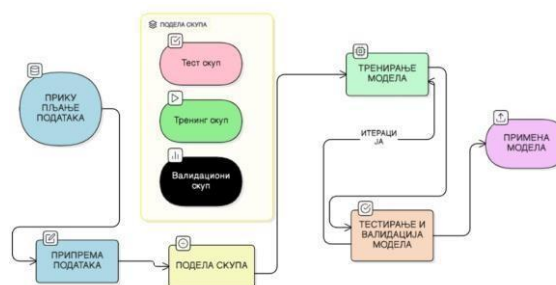 ПОДЕЛА СКУПА
Тест скуп
Тренинг скуп
Валидациони
скуп
ПРИКУ
ПЉАЊЕ
ПОДАТАКА
ПРИПРЕМА
ПОДАТАКА
ПОДЕЛА СКУПА
ТРЕНИРАЊЕ
МОДЕЛА
ИТЕРАЦИ
ЈА
ТЕСТИРАЊЕ И
ВАЛИДАЦИЈА
МОДЕЛА
ПРИМЕНА
МОДЕЛА